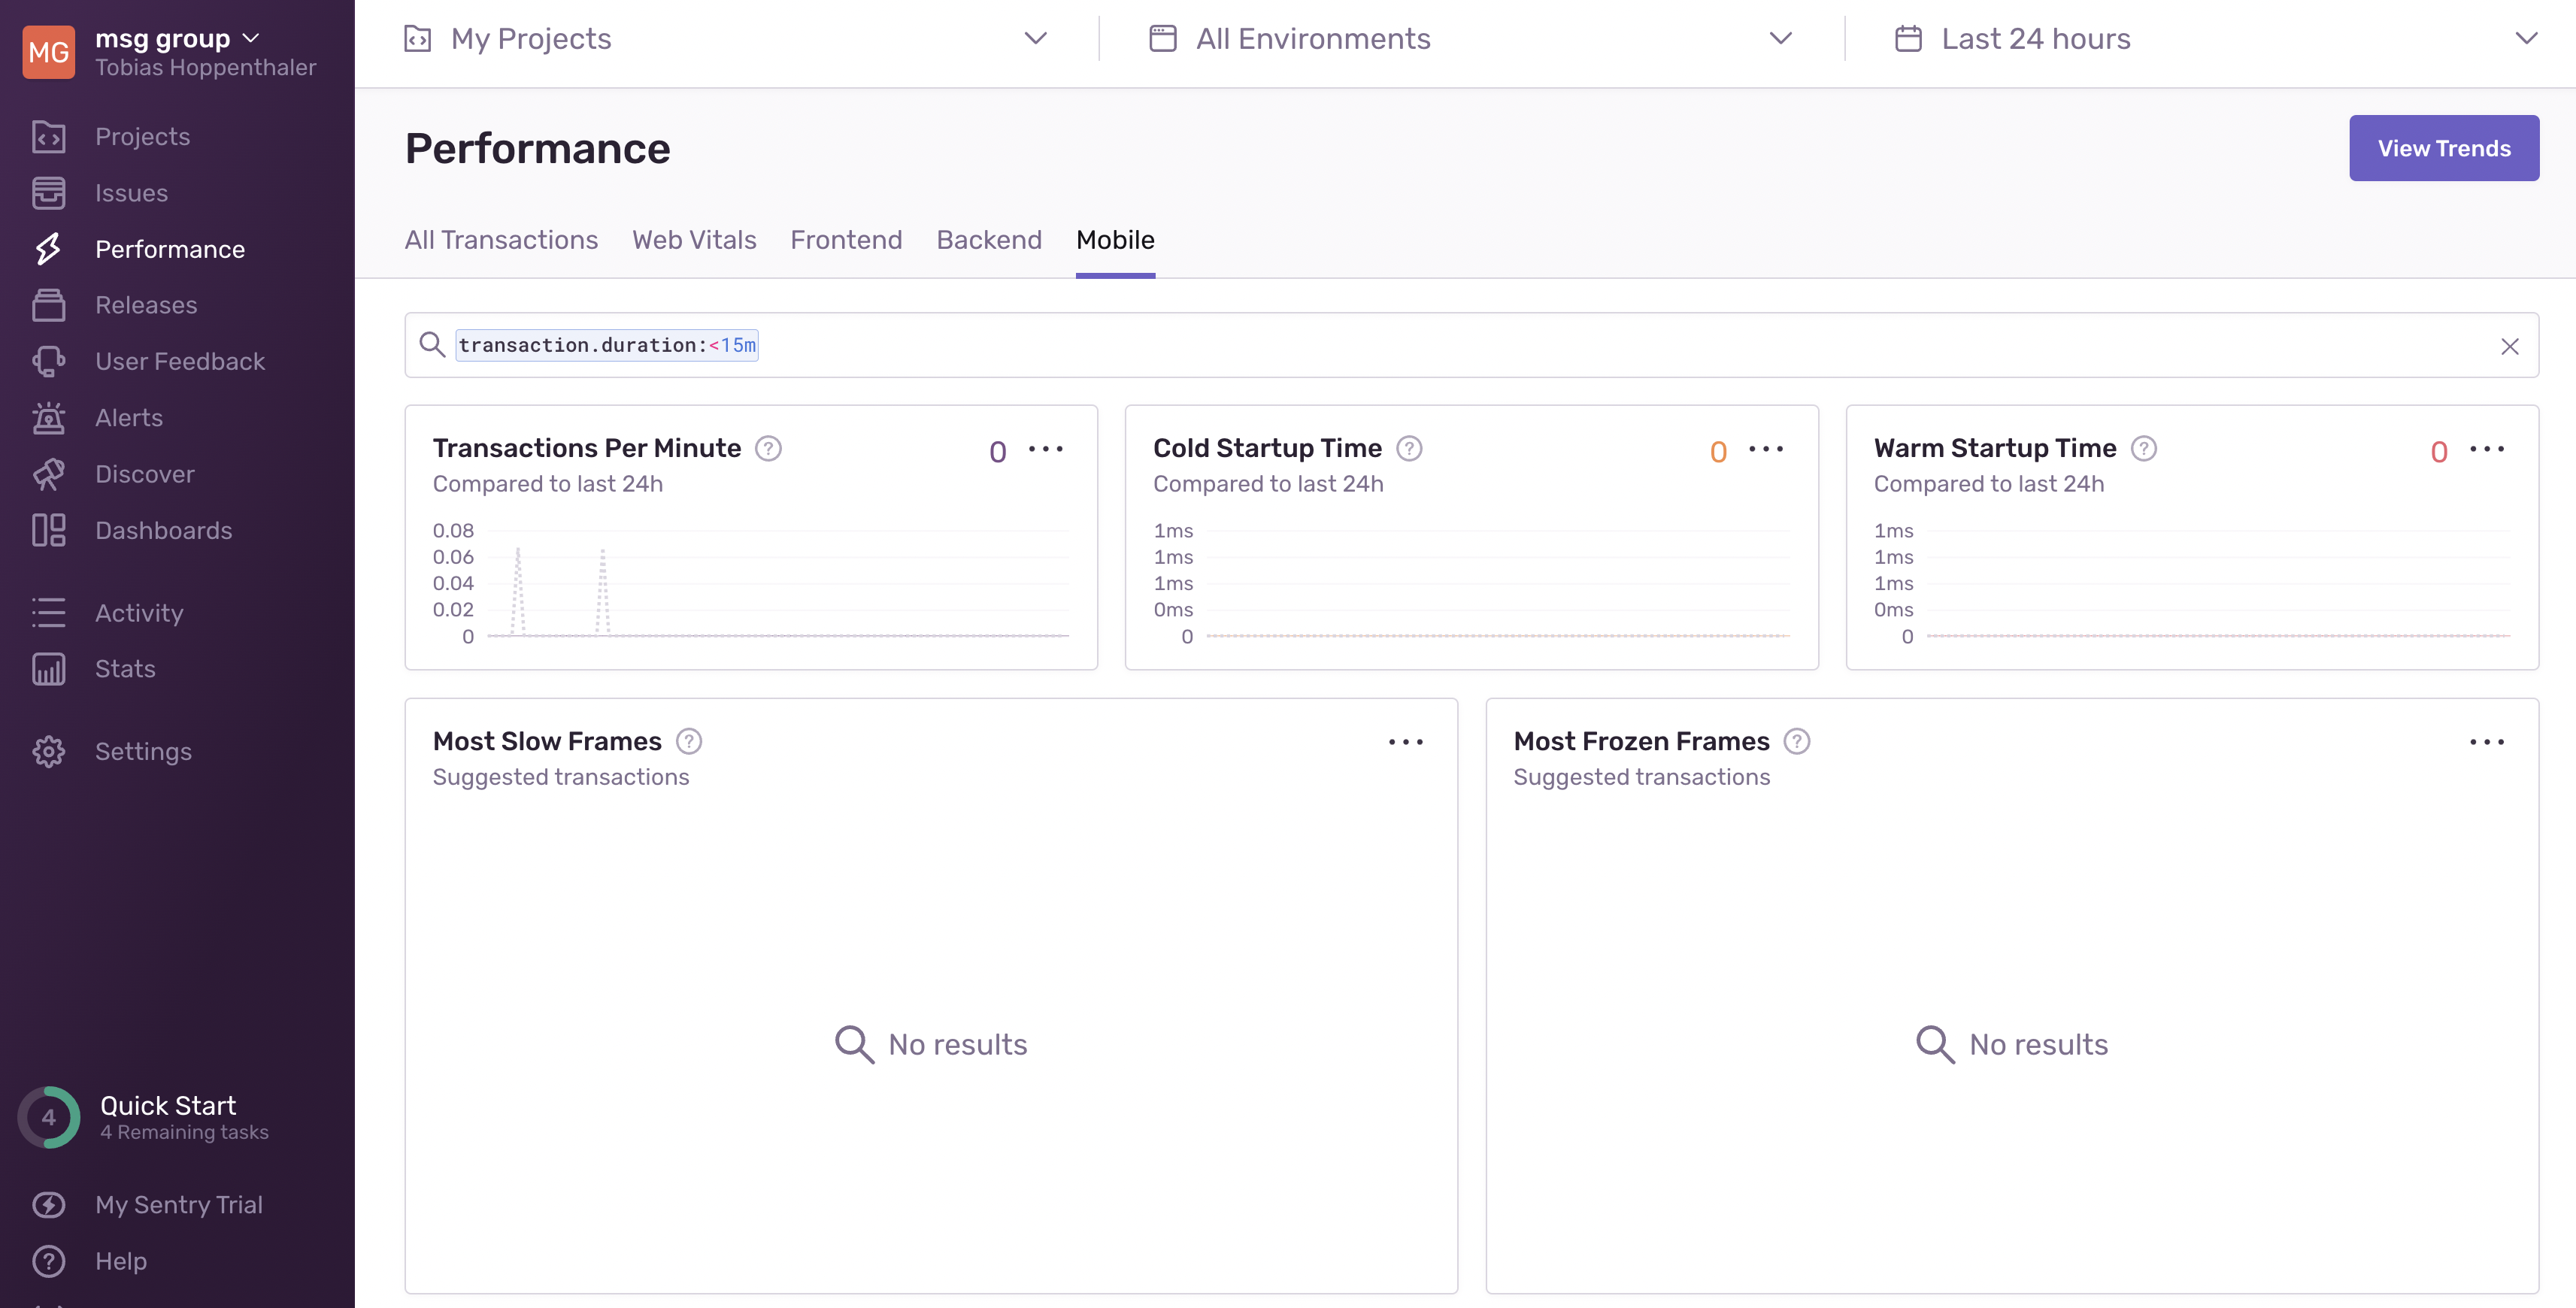 MG
msg group
Tobias Hoppenthaler
Projects
Issues
Performance
Releases
User Feedback
Alerts
Discover
Dashboards
Activity
Stats
Settings
4
Quick Start
4 Remaining tasks
My Sentry Trial
Help
My Projects
All Environments
Last 24 hours
Performance
View Trends
All Transactions
Web Vitals
Frontend
Backend
Mobile
transaction.duration:<15m
Transactions Per Minute
0
Compared to last 24h
0.08
0.06
0.04
0.02
0
Cold Startup Time
0
Compared to last 24h
1ms
1ms
1ms
0ms
0
Warm Startup Time
0
Compared to last 24h
1ms
1ms
1ms
0ms
0
Most Slow Frames
Suggested transactions
No results
Most Frozen Frames
Suggested transactions
No results